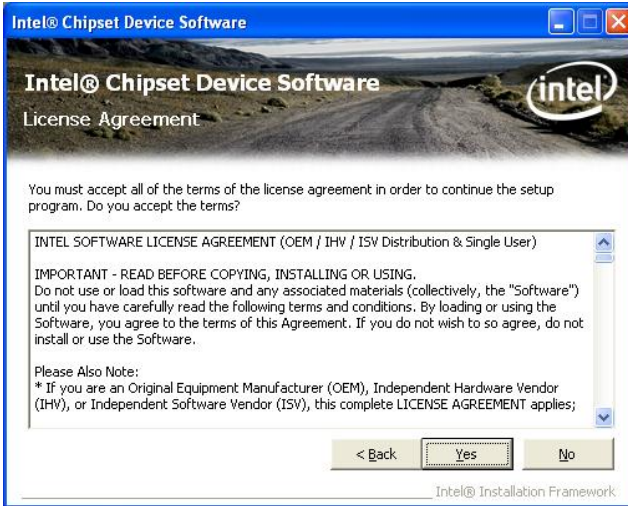 Intel® Chipset Device Software
Intel® Chipset Device Software
intel
License Agreement
You must accept all of the terms of the license agreement in order to continue the setup
program. Do you accept the terms?
INTEL SOFTWARE LICENSE AGREEMENT (OEM / IHV / ISV Distribution & Single User)
IMPORTANT - READ BEFORE COPYING, INSTALLING OR USING.
Do not use or load this software and any associated materials (collectively, the "Software")
until you have carefully read the following terms and conditions. By loading or using the
Software, you agree to the terms of this Agreement. If you do not wish to so agree, do not
install or use the Software.
Please Also Note:
* If you are an Original Equipment Manufacturer (OEM), Independent Hardware Vendor
(IHV), or Independent Software Vendor (ISV), this complete LICENSE AGREEMENT applies;
< Back Yes No
Intel® Installation Framework